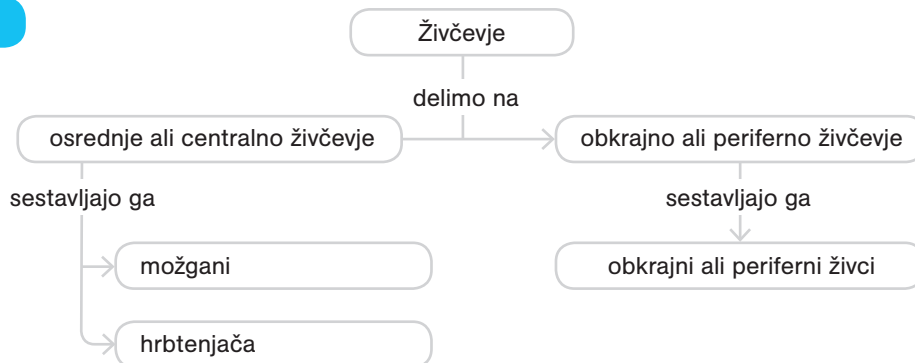 Živčevje
delimo na
osrednje ali centralno živčevje
obkrajno ali periferno živčevje
sestavljajo ga
sestavljajo ga
možgani
obkrajni ali periferni živci
hrbtenjača